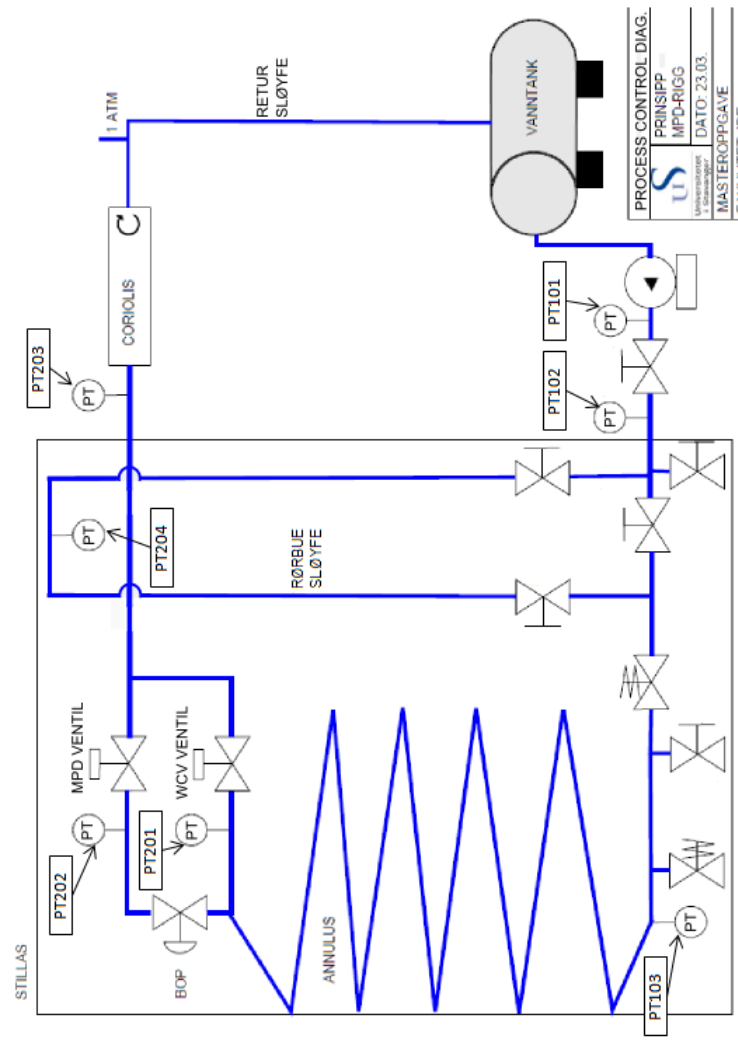 STILLAS
PT203
PT202
MPD VENTIL
PT
PT
PT
1 ATM
CORIOLIS
PT201
PT204
BOP
WCV VENTIL
PT
RETUR
SLØYFE
RØRBUE
SLØYFE
ANNULUS
VANNTANK
PT102
PT101
PT
PT
PT103
PT
PROCESS CONTROL DIAG.
US
Universitetet
i Stavanger
PRINSIPP
MPD-RIGG
DATO: 23.03.
MASTEROPPGAVE